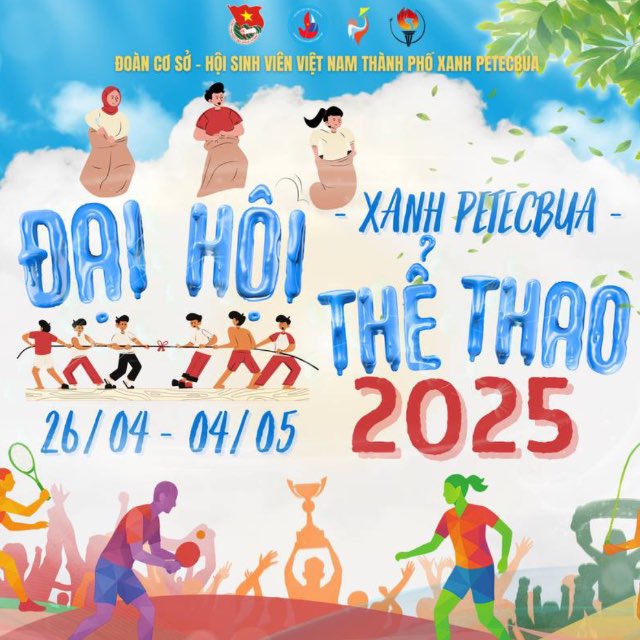 ĐOÀN CƠ SỞ - HỘI SINH VIÊN VIỆT NAM THÀNH PHỐ XANH PETECBUA
ĐẠI HỘI
- XANH PETECBUA -
THỂ THAO
2025
26/04 - 04/05